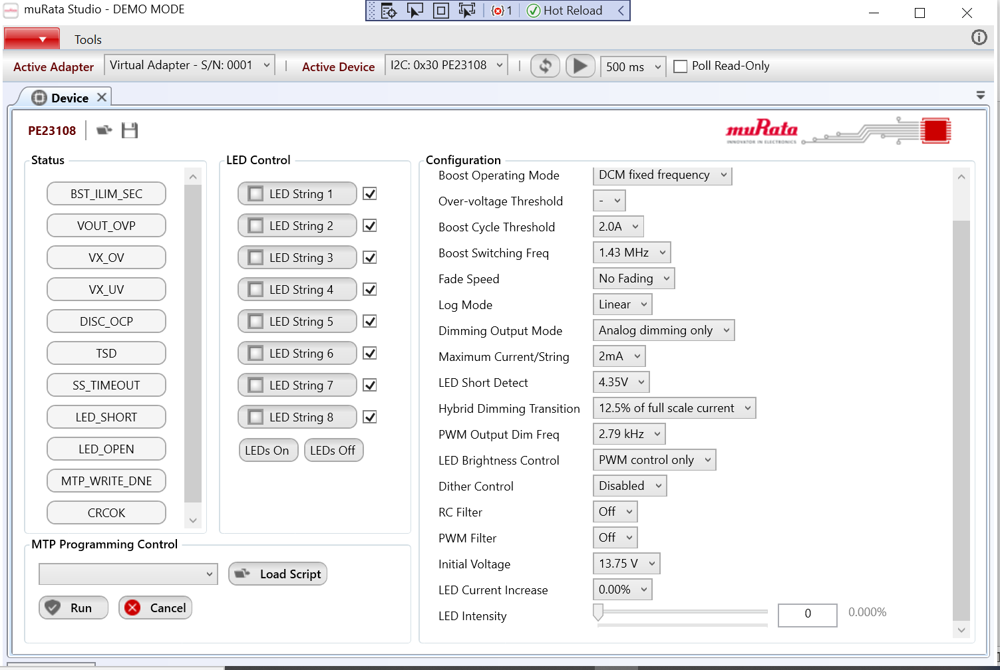 muRata Studio - DEMO MODE
1
Hot Reload
Tools
Active Adapter
Virtual Adapter - S/N: 0001
Active Device
I2C: 0x30 PE23108
500 ms
Poll Read-Only
Device
PE23108
muRata
INNOVATOR IN ELECTRONICS
Status
BST_ILIM_SEC
VOUT_OVP
VX_OV
VX_UV
DISC_OCP
TSD
SS_TIMEOUT
LED_SHORT
LED_OPEN
MTP_WRITE_DNE
CRCOK
LED Control
LED String 1
LED String 2
LED String 3
LED String 4
LED String 5
LED String 6
LED String 7
LED String 8
LEDs On
LEDs Off
MTP Programming Control
Load Script
Run
Cancel
Configuration
Boost Operating Mode DCM fixed frequency
Over-voltage Threshold -
Boost Cycle Threshold 2.0A
Boost Switching Freq 1.43 MHz
Fade Speed No Fading
Log Mode Linear
Dimming Output Mode Analog dimming only
Maximum Current/String 2mA
LED Short Detect 4.35V
Hybrid Dimming Transition 12.5% of full scale current
PWM Output Dim Freq 2.79 kHz
LED Brightness Control PWM control only
Dither Control Disabled
RC Filter Off
PWM Filter Off
Initial Voltage 13.75 V
LED Current Increase 0.00%
LED Intensity 0 0.000%